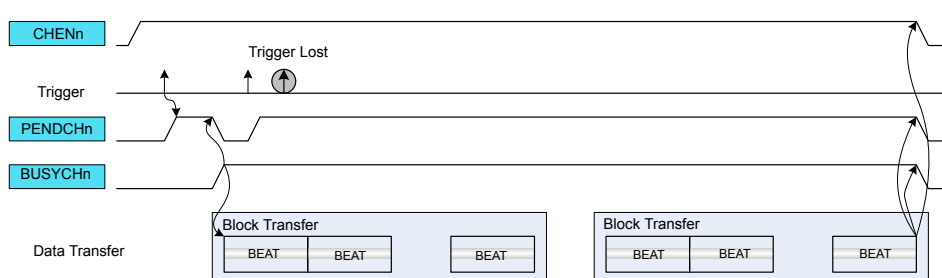 CHENn
Trigger Lost
Trigger
PENDCHn
BUSYCHn
Data Transfer
Block Transfer
BEAT BEAT BEAT
Block Transfer
BEAT BEAT BEAT